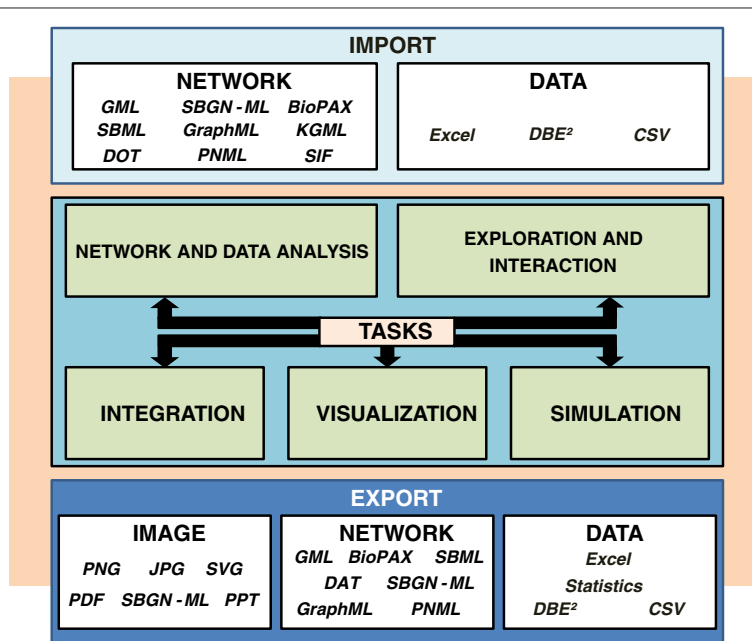 IMPORT
NETWORK
GML SBGN-ML BioPAX
SBML GraphML KGML
DOT PNML SIF
DATA
Excel DBE² CSV
NETWORK AND DATA ANALYSIS
EXPLORATION AND
INTERACTION
TASKS
INTEGRATION
VISUALIZATION
SIMULATION
EXPORT
IMAGE
PNG JPG SVG
PDF SBGN-ML PPT
NETWORK
GML BioPAX SBML
DAT SBGN-ML
GraphML PNML
DATA
Excel
Statistics
DBE² CSV